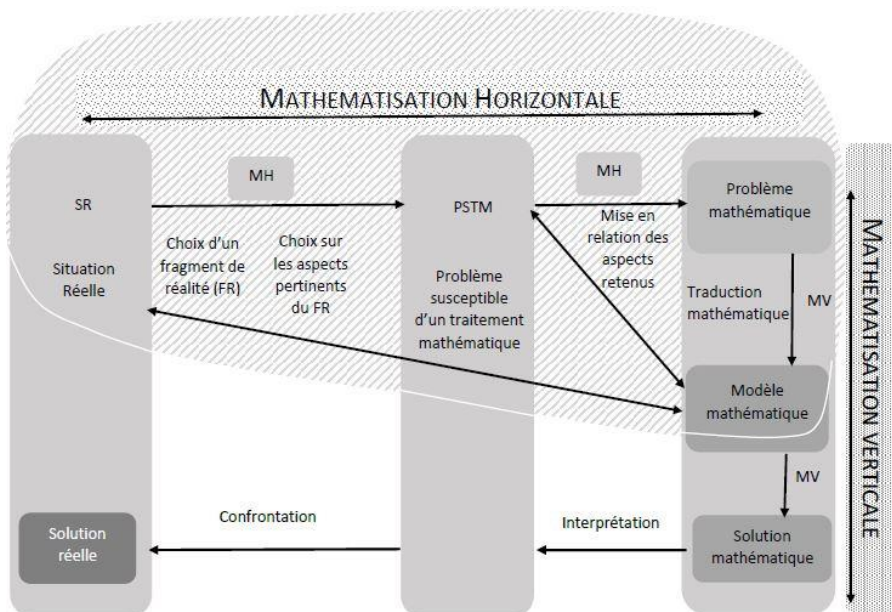 MATHEMATISATION HORIZONTALE
MH
MH
SR
Situation
Réelle
Choix d'un
fragment de
réalité (FR)
Choix sur
les aspects
pertinents
du FR
PSTM
Problème
susceptible
d'un traitement
mathématique
Mise en
relation des
aspects
retenus
Problème
mathématique
Traduction
mathématique
MV
Modèle
mathématique
MV
MATHEMATISATION VERTICALE
Solution
réelle
Confrontation
Interprétation
Solution
mathématique